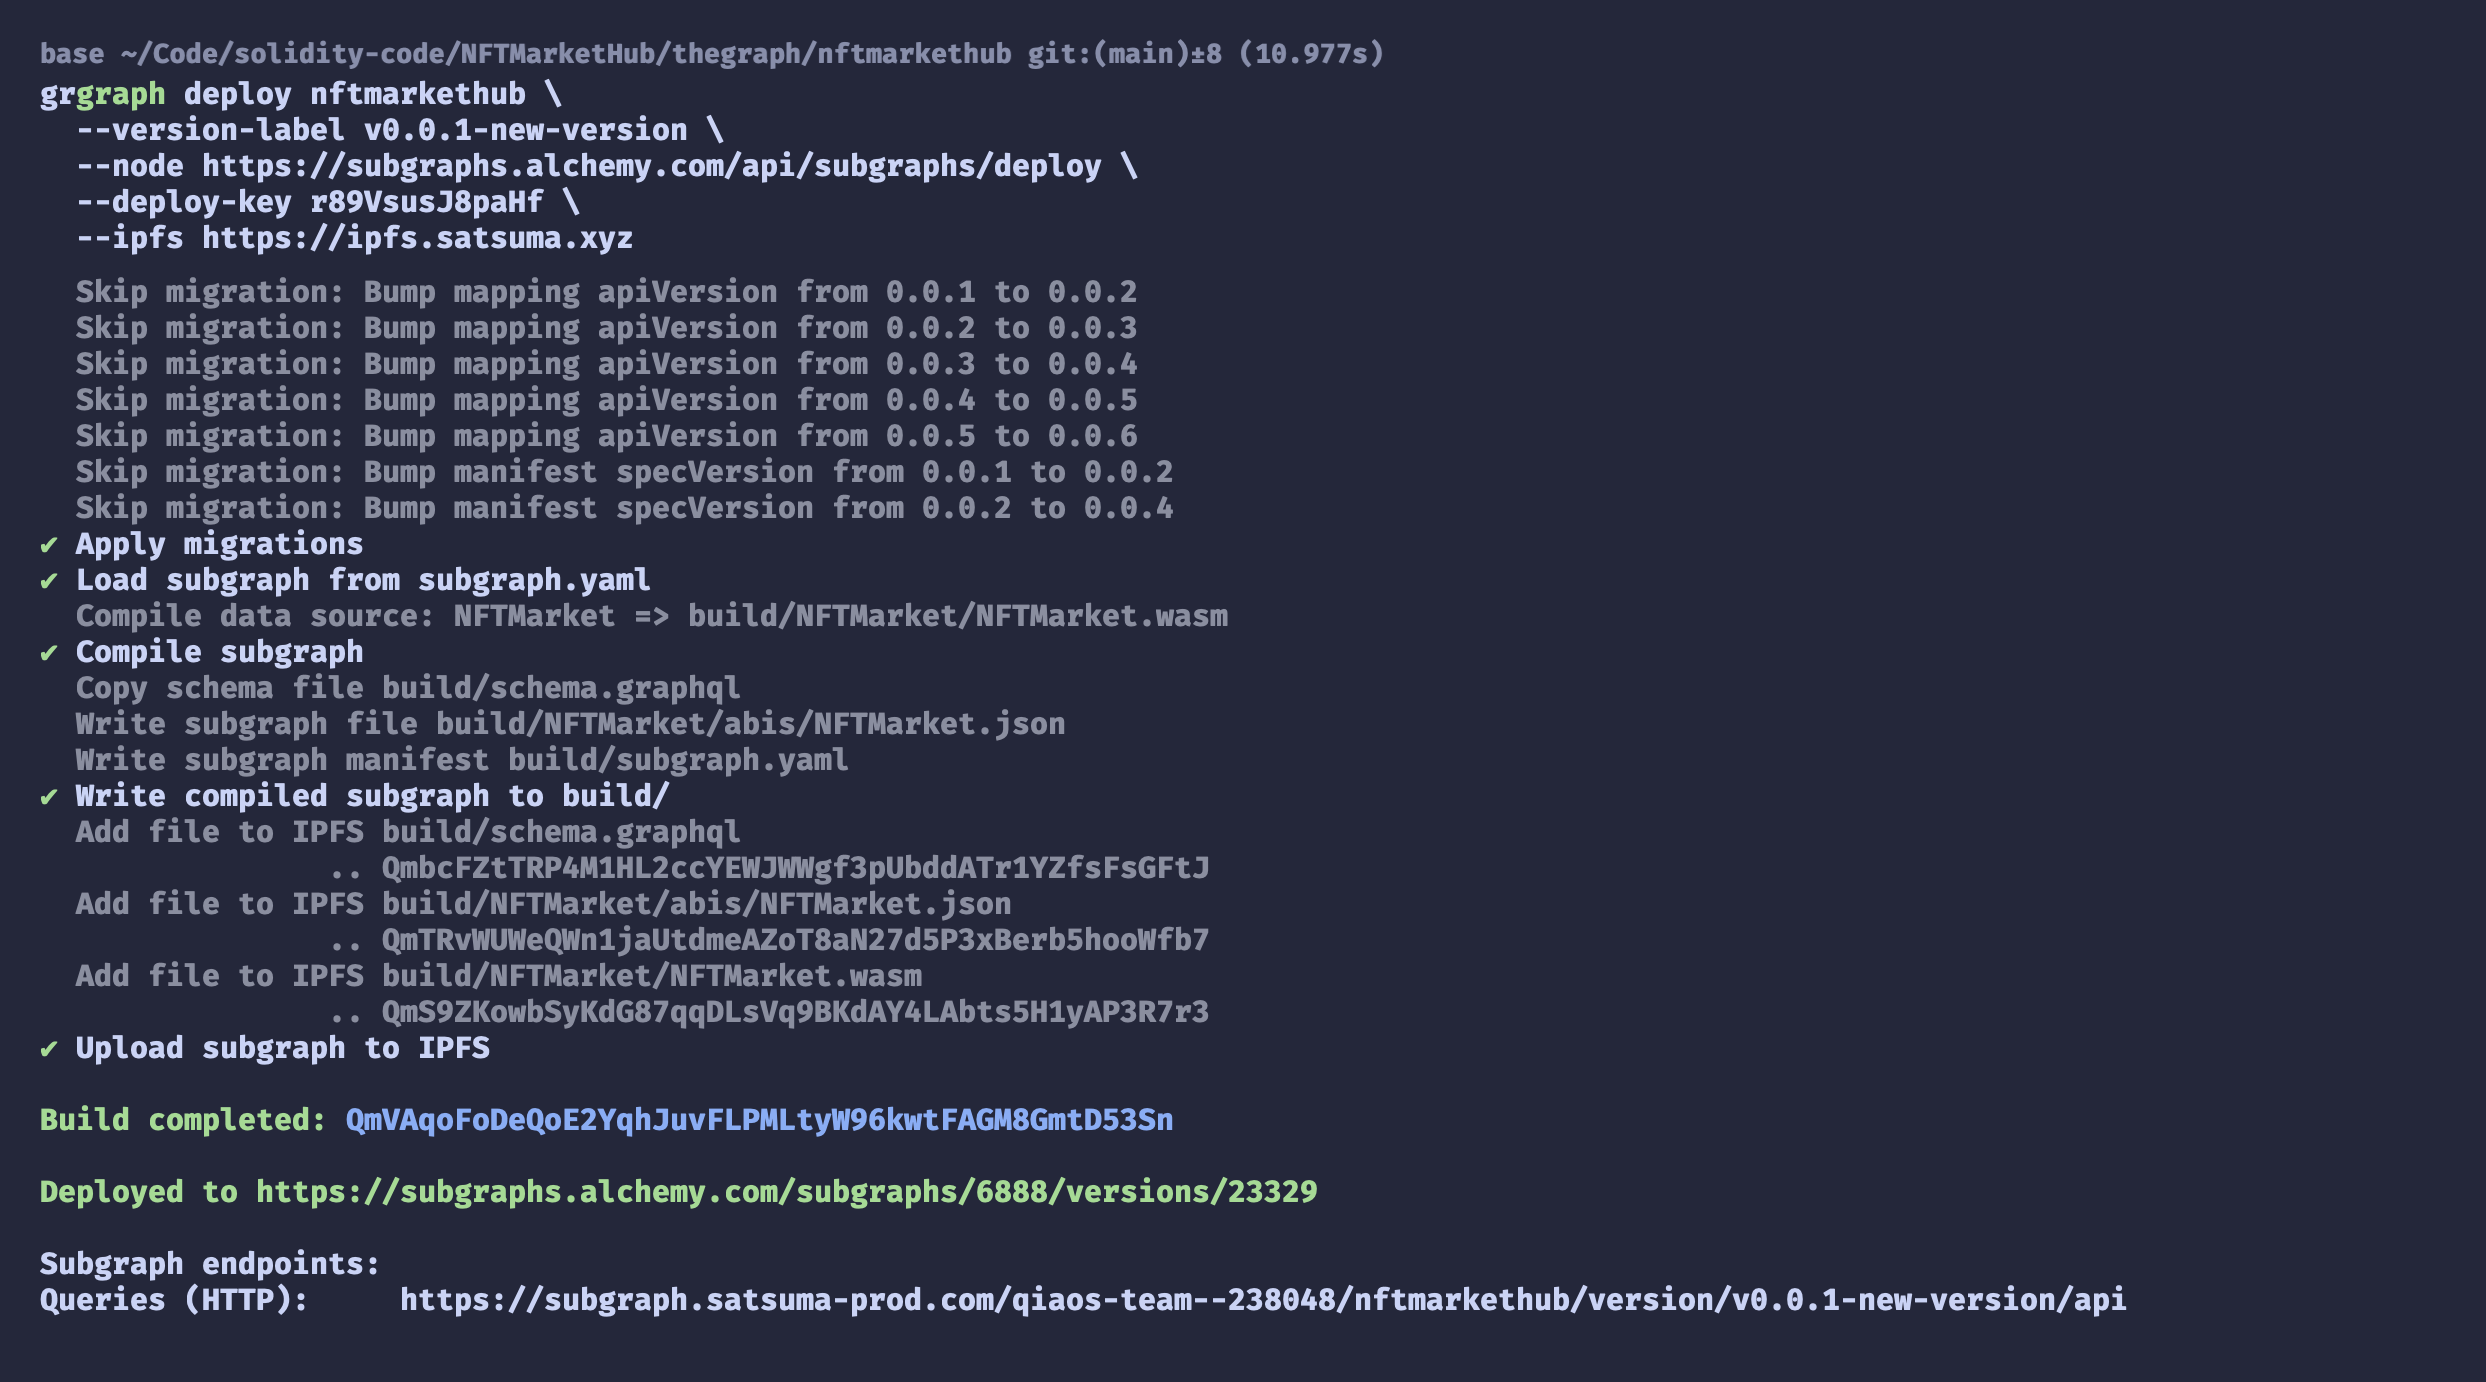 base ~/Code/solidity-code/NFTMarketHub/thegraph/nftmarkethub git:(main)±8 (10.977s)
grgraph deploy nftmarkethub \
  --version-label v0.0.1-new-version \
  --node https://subgraphs.alchemy.com/api/subgraphs/deploy \
  --deploy-key r89VsusJ8paHf \
  --ipfs https://ipfs.satsuma.xyz
  Skip migration: Bump mapping apiVersion from 0.0.1 to 0.0.2
  Skip migration: Bump mapping apiVersion from 0.0.2 to 0.0.3
  Skip migration: Bump mapping apiVersion from 0.0.3 to 0.0.4
  Skip migration: Bump mapping apiVersion from 0.0.4 to 0.0.5
  Skip migration: Bump mapping apiVersion from 0.0.5 to 0.0.6
  Skip migration: Bump manifest specVersion from 0.0.1 to 0.0.2
  Skip migration: Bump manifest specVersion from 0.0.2 to 0.0.4
✔ Apply migrations
✔ Load subgraph from subgraph.yaml
  Compile data source: NFTMarket => build/NFTMarket/NFTMarket.wasm
✔ Compile subgraph
  Copy schema file build/schema.graphql
  Write subgraph file build/NFTMarket/abis/NFTMarket.json
  Write subgraph manifest build/subgraph.yaml
✔ Write compiled subgraph to build/
  Add file to IPFS build/schema.graphql
                .. QmbcFZtTRP4M1HL2ccYEWJWWgf3pUbddATr1YZfsFsGFtJ
  Add file to IPFS build/NFTMarket/abis/NFTMarket.json
                .. QmTRvWUWeQWn1jaUtdmeAZoT8aN27d5P3xBerb5hooWfb7
  Add file to IPFS build/NFTMarket/NFTMarket.wasm
                .. QmS9ZKowbSyKdG87qqDLsVq9BKdAY4LAbts5H1yAP3R7r3
✔ Upload subgraph to IPFS
Build completed: QmVAqoFoDeQoE2YqhJuvFLPMLtyW96kwtFAGM8GmtD53Sn
Deployed to https://subgraphs.alchemy.com/subgraphs/6888/versions/23329
Subgraph endpoints:
Queries (HTTP):     https://subgraph.satsuma-prod.com/qiaos-team--238048/nftmarkethub/version/v0.0.1-new-version/api